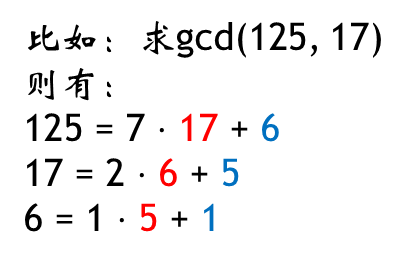 比如：求gcd(125, 17)
则有：
125 = 7 · 17 + 6
17 = 2 · 6 + 5
6 = 1 · 5 + 1